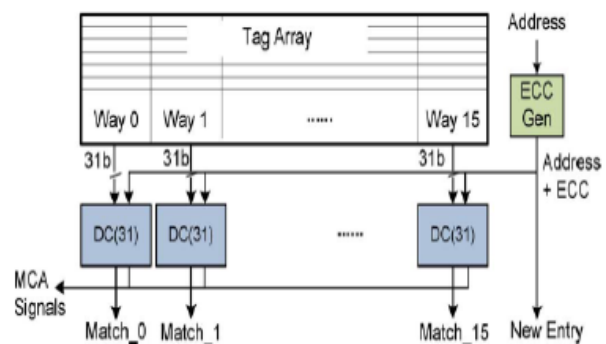 Tag Array
Address
ECC
Gen
Way 0 Way 1 ...... Way 15
31b 31b 31b
Address
+ ECC
DC(31) DC(31) ...... DC(31)
MCA
Signals
Match_0 Match_1 Match_15 New Entry